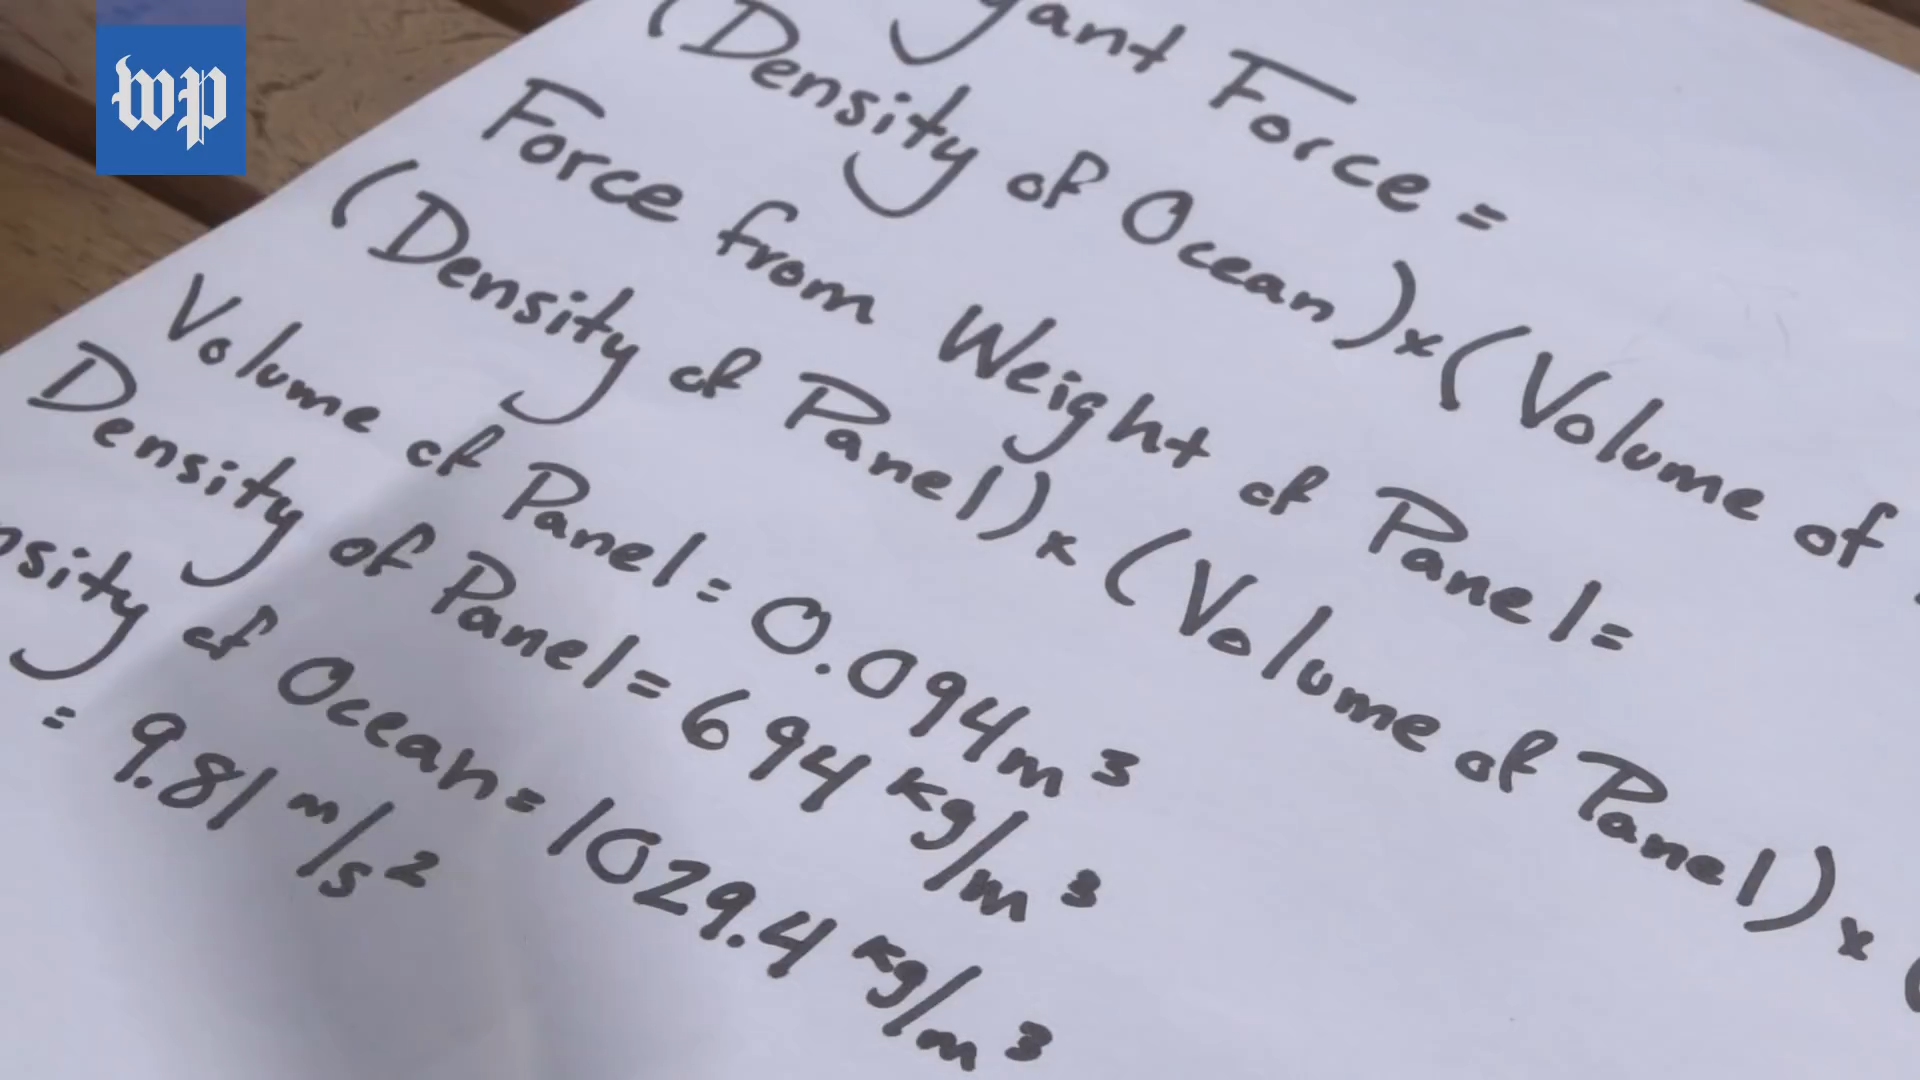 wp
yant Force =
(Density of Ocean) x (Volume of
Force from Weight of Panel =
(Density of Panel) x (Volume of Panel) x (
Volume of Panel = 0.094m³
Density of Panel = 694 kg/m³
nsity of Ocean = 1029.4 kg/m³
= 9.81 m/s²